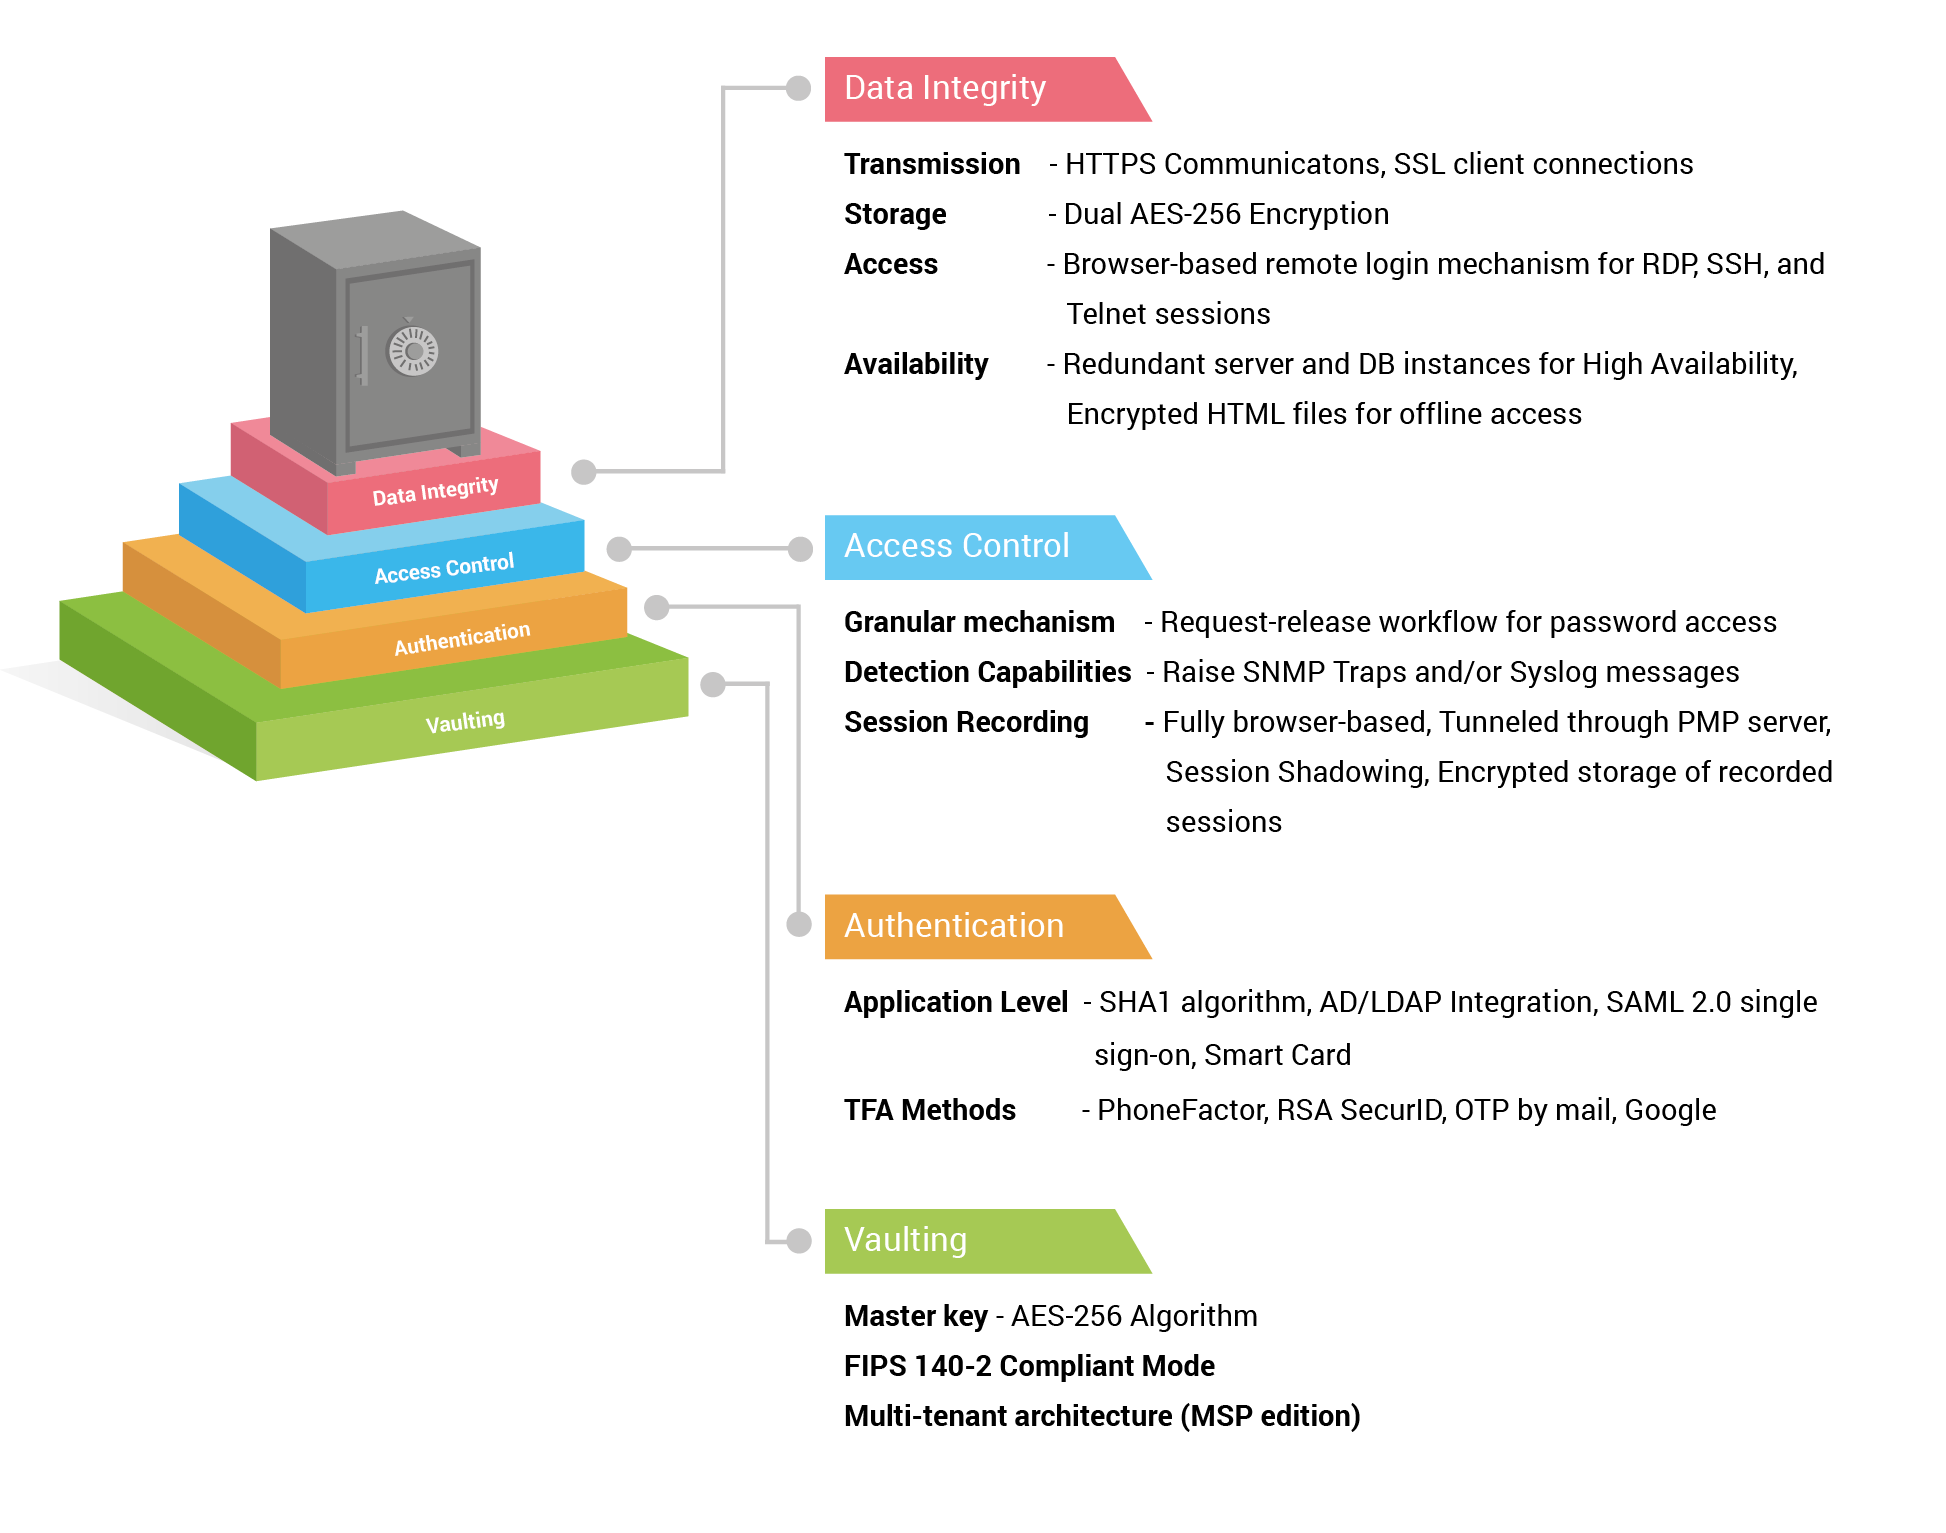 Data Integrity
Transmission - HTTPS Communicatons, SSL client connections
Storage - Dual AES-256 Encryption
Access - Browser-based remote login mechanism for RDP, SSH, and
Telnet sessions
Availability - Redundant server and DB instances for High Availability,
Encrypted HTML files for offline access
Data Integrity
Access Control
Authentication
Vaulting
Access Control
Granular mechanism - Request-release workflow for password access
Detection Capabilities - Raise SNMP Traps and/or Syslog messages
Session Recording - Fully browser-based, Tunneled through PMP server,
Session Shadowing, Encrypted storage of recorded
sessions
Authentication
Application Level - SHA1 algorithm, AD/LDAP Integration, SAML 2.0 single
sign-on, Smart Card
TFA Methods - PhoneFactor, RSA SecurID, OTP by mail, Google
Vaulting
Master key - AES-256 Algorithm
FIPS 140-2 Compliant Mode
Multi-tenant architecture (MSP edition)